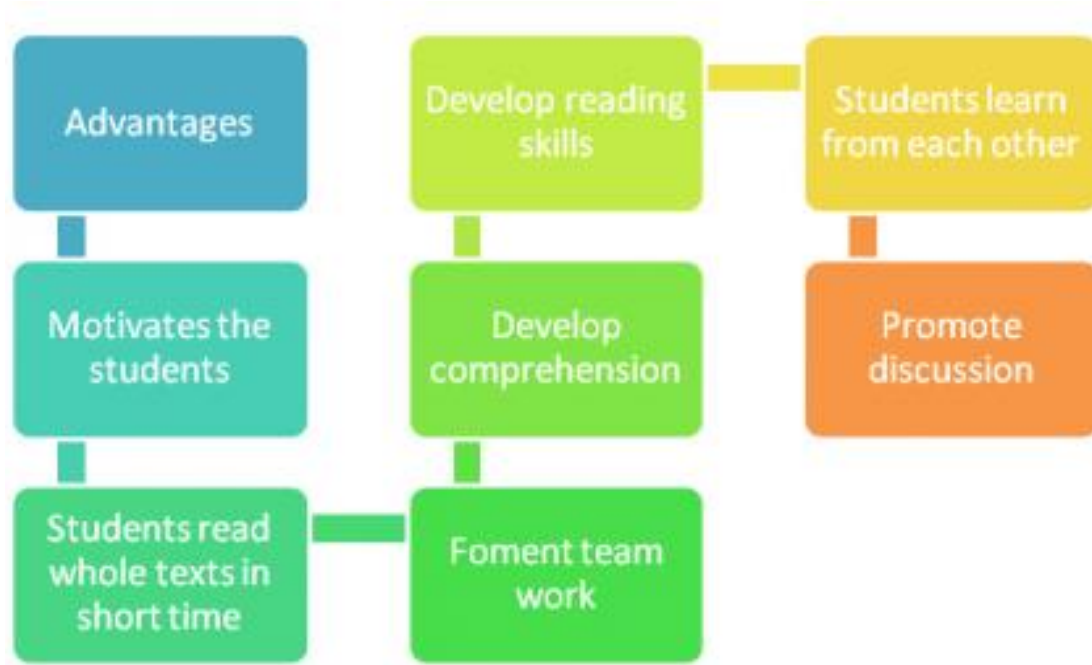 Advantages
Motivates the
students
Students read
whole texts in
short time
Foment team
work
Develop
comprehension
Develop reading
skills
Students learn
from each other
Promote
discussion